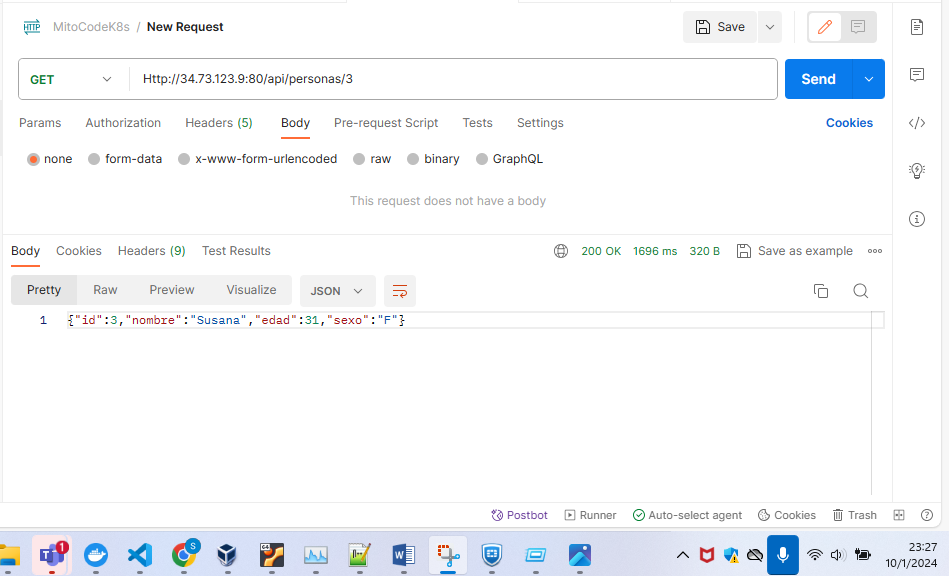 HTTP MitoCodeK8s / New Request Save
GET Http://34.73.123.9:80/api/personas/3 Send
Params Authorization Headers (5) Body Pre-request Script Tests Settings Cookies
none form-data x-www-form-urlencoded raw binary GraphQL
This request does not have a body
Body Cookies Headers (9) Test Results 200 OK 1696 ms 320 B Save as example
Pretty Raw Preview Visualize JSON
1 {"id":3,"nombre":"Susana","edad":31,"sexo":"F"}
Postbot Runner Auto-select agent Cookies Trash
1 S 23:27
10/1/2024